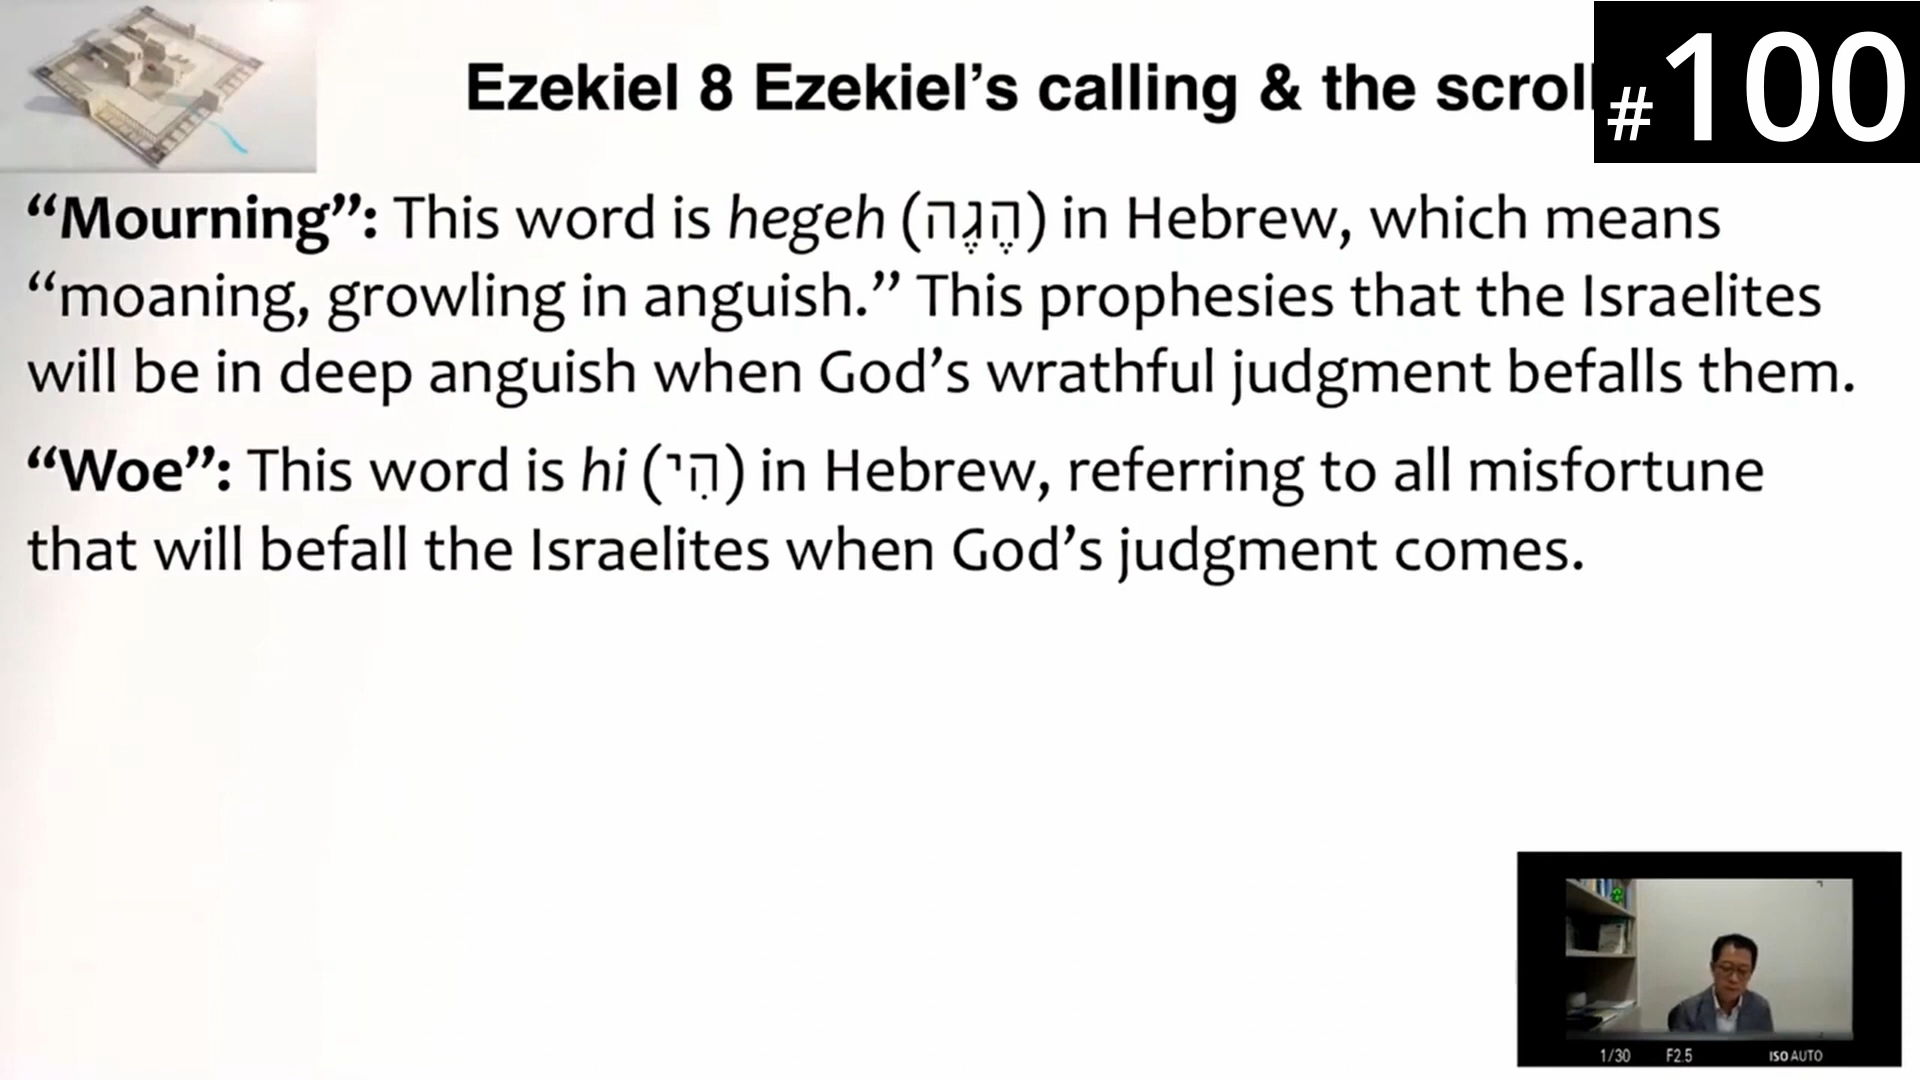 Ezekiel 8 Ezekiel’s calling & the scroll
#100
“Mourning”: This word is hegeh (הֶגֶה) in Hebrew, which means
“moaning, growling in anguish.” This prophesies that the Israelites
will be in deep anguish when God’s wrathful judgment befalls them.
“Woe”: This word is hi (הִי) in Hebrew, referring to all misfortune
that will befall the Israelites when God’s judgment comes.
1/30 F2.5 ISO AUTO